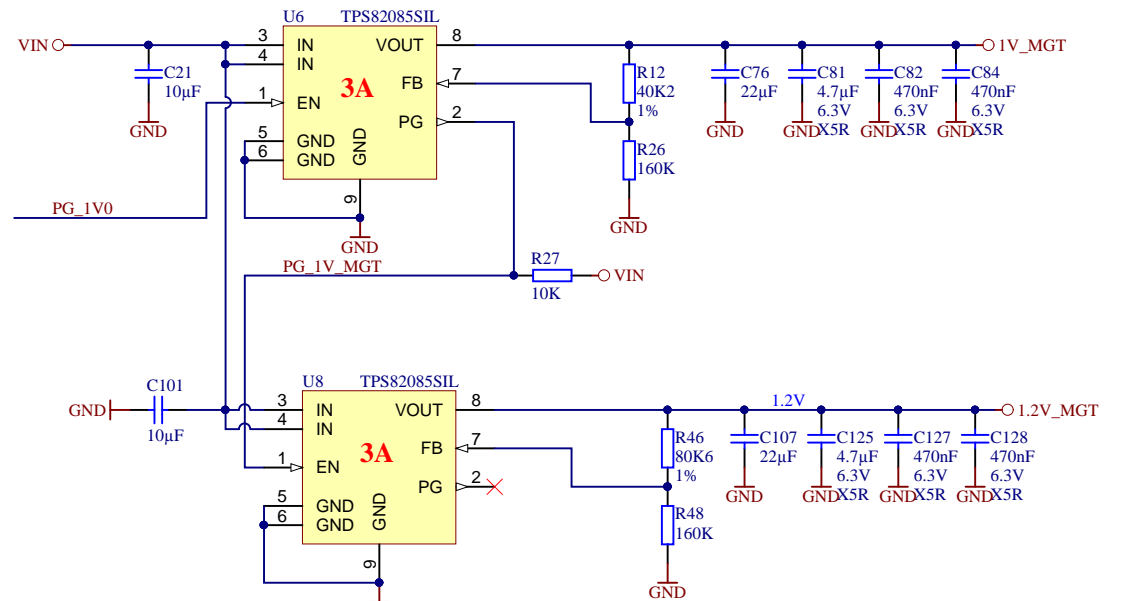 U6 TPS82085SIL
VIN
3 IN VOUT 8
1V_MGT
4 IN
C21
10µF
GND
FB 7
3A
1 EN
PG 2
5 GND
6 GND
GND
9
GND
R12
40K2
1%
R26
160K
GND
C76
22µF
GND
C81
4.7µF
6.3V
X5R
GND
C82
470nF
6.3V
X5R
GND
C84
470nF
6.3V
X5R
GND
PG_1V0
PG_1V_MGT
R27
10K
VIN
U8 TPS82085SIL
C101
10µF
GND
3 IN VOUT 8
1.2V
1.2V_MGT
4 IN
FB 7
3A
1 EN
PG 2
5 GND
6 GND
GND
9
R46
80K6
1%
R48
160K
GND
C107
22µF
GND
C125
4.7µF
6.3V
X5R
GND
C127
470nF
6.3V
X5R
GND
C128
470nF
6.3V
X5R
GND